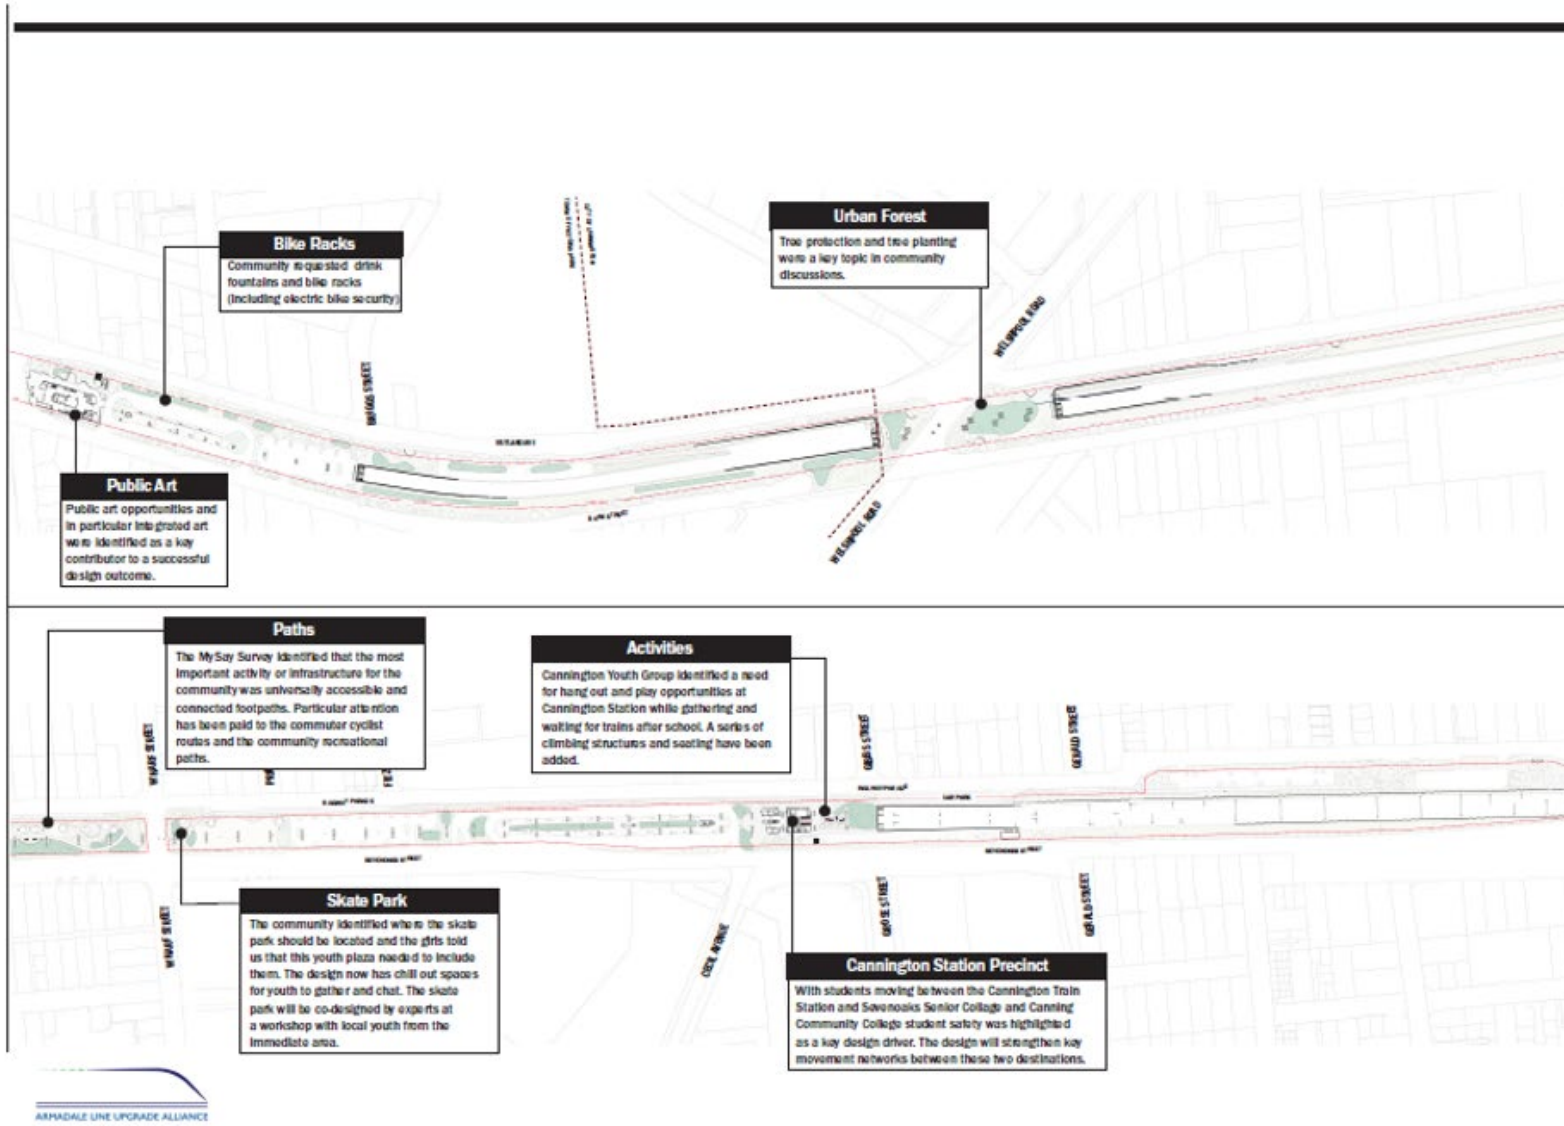 Bike Racks
Community requested drink
fountains and bike racks
(including electric bike security)
Urban Forest
Tree protection and tree planting
were a key topic in community
discussions.
WELSHPOOL ROAD
BRIGGS STREET
WELSHPOOL ROAD
Public Art
Public art opportunities and
in particular integrated art
were identified as a key
contributor to a successful
design outcome.
Paths
The MySay Survey identified that the most
important activity or infrastructure for the
community was universally accessible and
connected footpaths. Particular attention
has been paid to the commuter cyclist
routes and the community recreational
paths.
Activities
Cannington Youth Group identified a need
for hang out and play opportunities at
Cannington Station while gathering and
waiting for trains after school. A series of
climbing structures and seating have been
added.
WHARF STREET
GIBBS STREET
GERALD STREET
CAR PARK
Skate Park
The community identified where the skate
park should be located and the girls told
us that this youth plaza needed to include
them. The design now has chill out spaces
for youth to gather and chat. The skate
park will be co-designed by experts at
a workshop with local youth from the
immediate area.
WHARF STREET
CECIL AVENUE
GROSE STREET
GERALD STREET
Cannington Station Precinct
With students moving between the Cannington Train
Station and Sevenoaks Senior Collage and Canning
Community College student safety was highlighted
as a key design driver. The design will strengthen key
movement networks between these two destinations.
ARMADALE LINE UPGRADE ALLIANCE